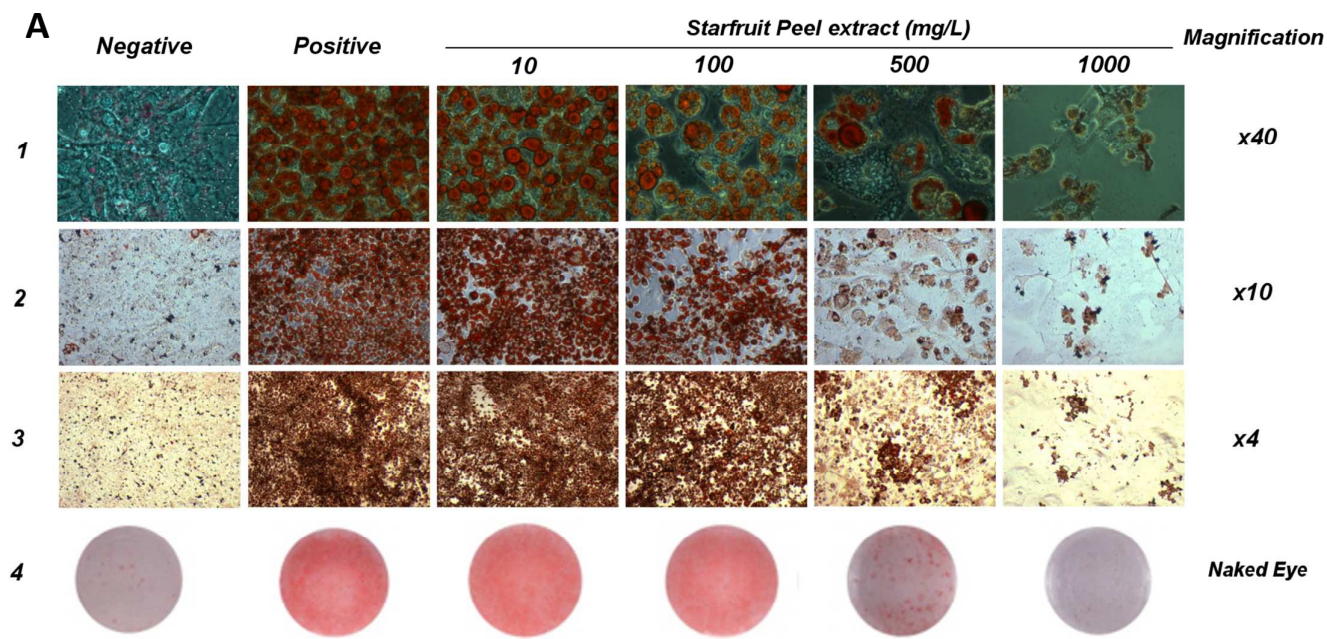 A
Negative
Positive
Starfruit Peel extract (mg/L)
Magnification
10
100
500
1000
1
x40
2
x10
3
x4
4
Naked Eye